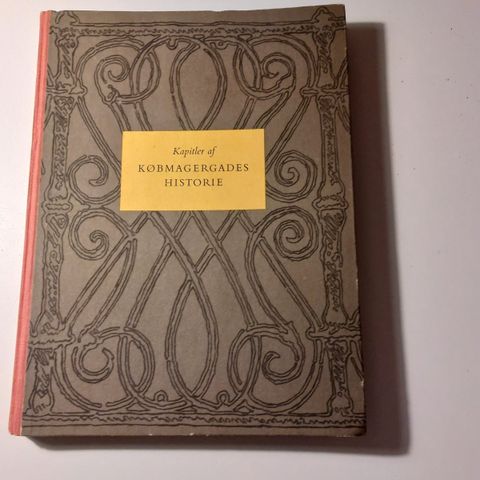 Kapitler af
KØBMAGERGADES
HISTORIE